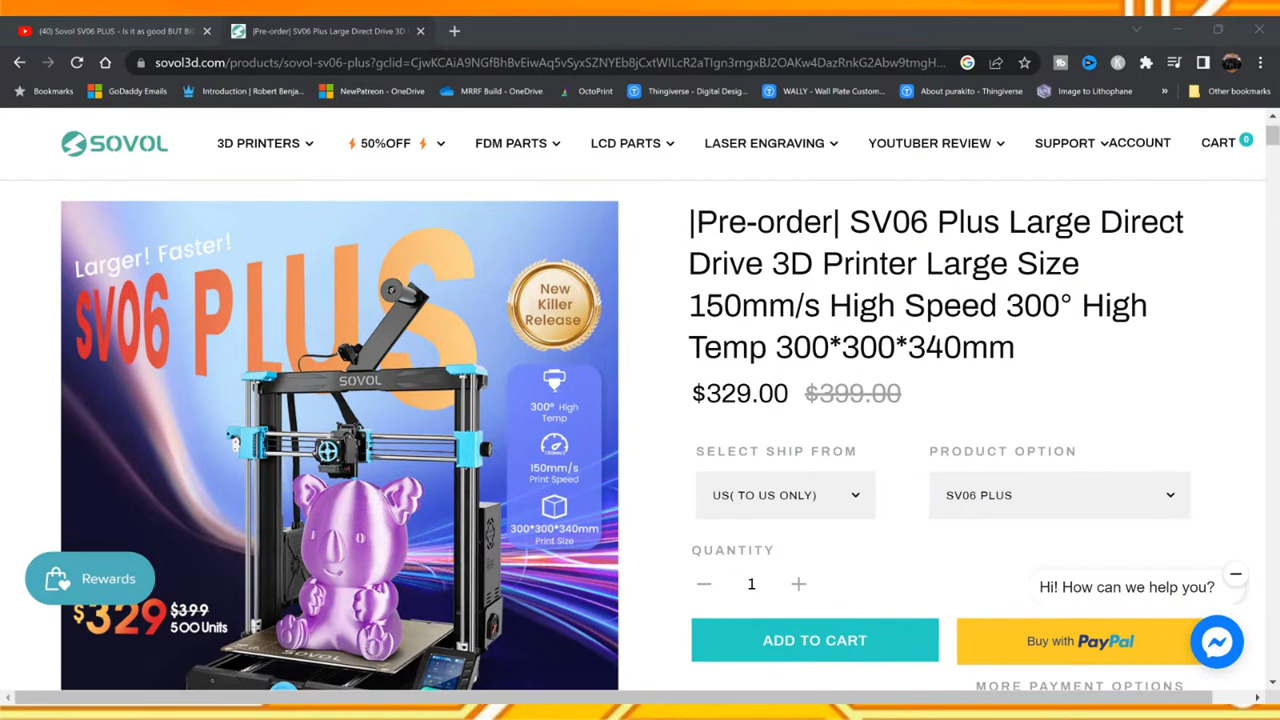 (40) Sovol SV06 PLUS - Is it as good BUT BI
|Pre-order| SV06 Plus Large Direct Drive 3D
sovol3d.com/products/sovol-sv06-plus?gclid=
Bookmarks
GoDaddy Emails
Introduction | Robert Benja...
NewPatreon - OneDrive
MRRF Build - OneDrive
OctoPrint
Thingiverse - Digital Desig...
WALLY - Wall Plate Custom...
About purakito - Thingiverse
Image to Lithophane
»
Other bookmarks
SOVOL
3D PRINTERS
50%OFF
FDM PARTS
LCD PARTS
LASER ENGRAVING
YOUTUBER REVIEW
SUPPORT
ACCOUNT
CART 0
Larger! Faster!
SV06 PLUS
New
Killer
Release
SOVOL
300° High
Temp
150mm/s
Print Speed
300*300*340mm
Print Size
SOVOL
$329 $399
500 Units
Rewards
|Pre-order| SV06 Plus Large Direct
Drive 3D Printer Large Size
150mm/s High Speed 300° High
Temp 300*300*340mm
$329.00 $399.00
SELECT SHIP FROM
PRODUCT OPTION
US( TO US ONLY)
SV06 PLUS
QUANTITY
1
Hi! How can we help you?
ADD TO CART
Buy with PayPal
MORE PAYMENT OPTIONS